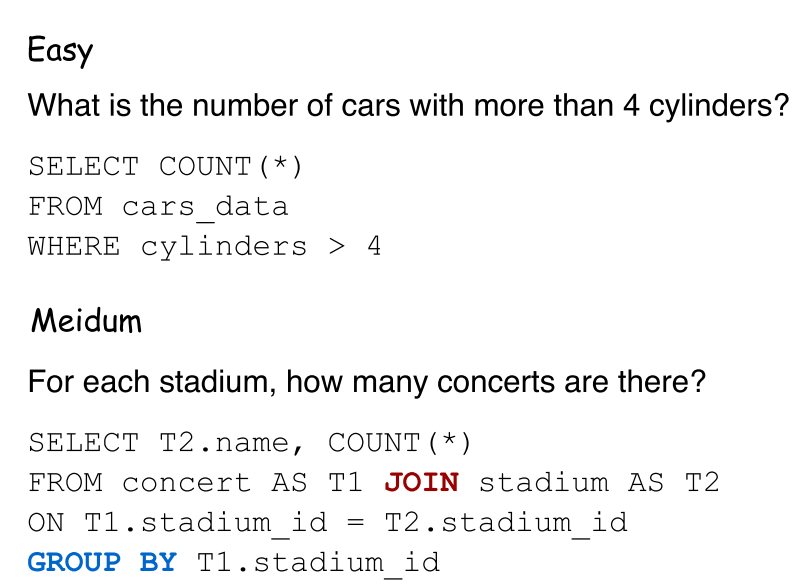 Easy
What is the number of cars with more than 4 cylinders?
SELECT COUNT(*)
FROM cars_data
WHERE cylinders > 4
Meidum
For each stadium, how many concerts are there?
SELECT T2.name, COUNT(*)
FROM concert AS T1 JOIN stadium AS T2
ON T1.stadium_id = T2.stadium_id
GROUP BY T1.stadium_id